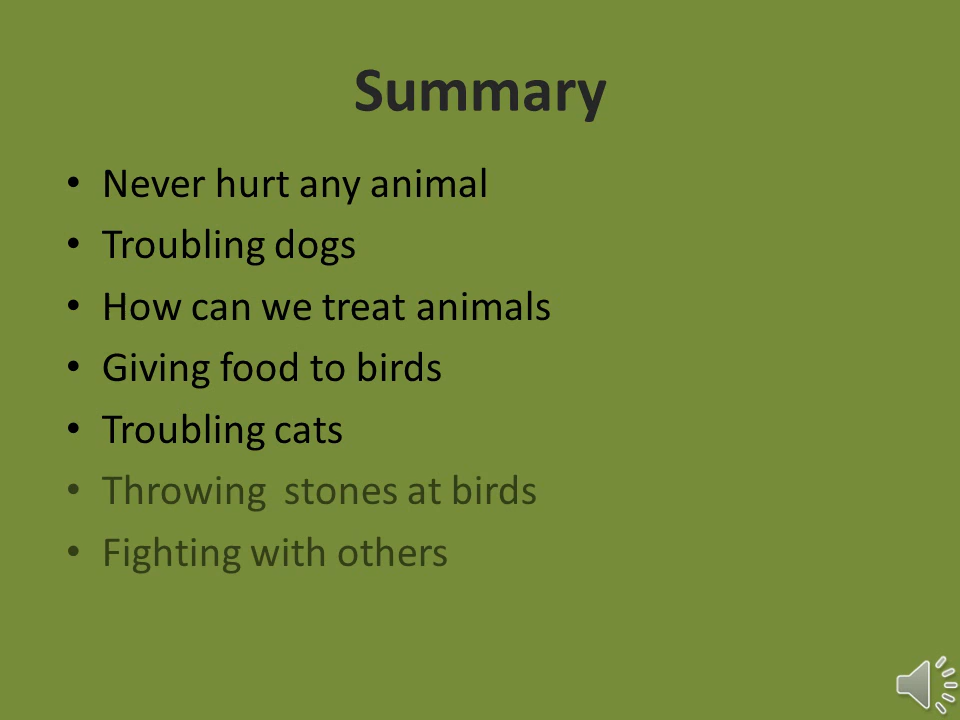 Summary
• Never hurt any animal
• Troubling dogs
• How can we treat animals
• Giving food to birds
• Troubling cats
• Throwing  stones at birds
• Fighting with others